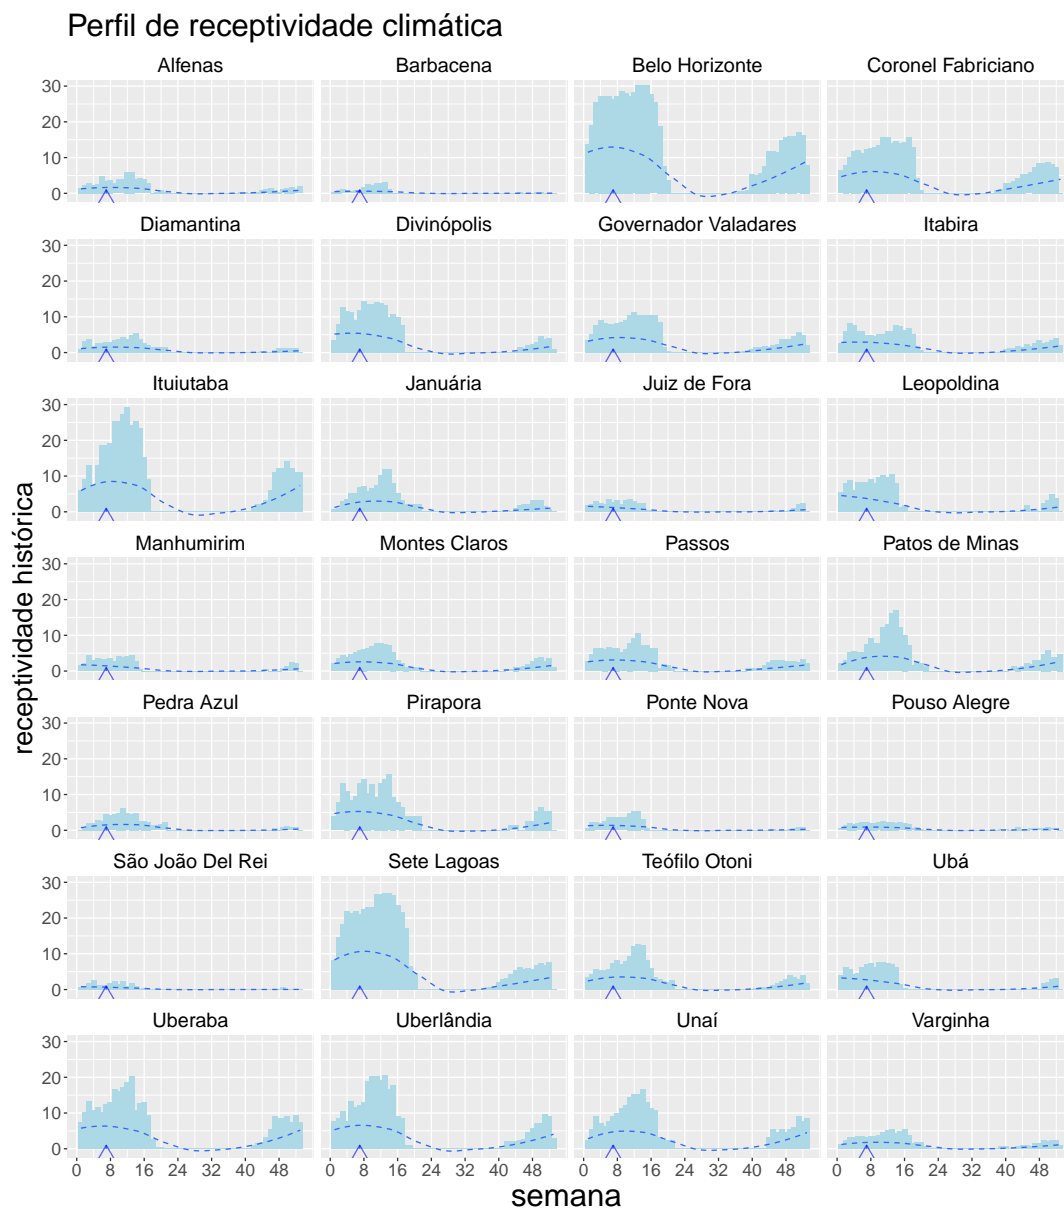 Perfil de receptividade climática
Alfenas Barbacena Belo Horizonte Coronel Fabriciano
30
20
10
0
Diamantina Divinópolis Governador Valadares Itabira
30
20
10
0
Ituiutaba Januária Juiz de Fora Leopoldina
30
20
10
0
receptividade histórica
Manhumirim Montes Claros Passos Patos de Minas
30
20
10
0
Pedra Azul Pirapora Ponte Nova Pouso Alegre
30
20
10
0
São João Del Rei Sete Lagoas Teófilo Otoni Ubá
30
20
10
0
Uberaba Uberlândia Unaí Varginha
30
20
10
0
0 8 16 24 32 40 48 0 8 16 24 32 40 48 0 8 16 24 32 40 48 0 8 16 24 32 40 48
semana